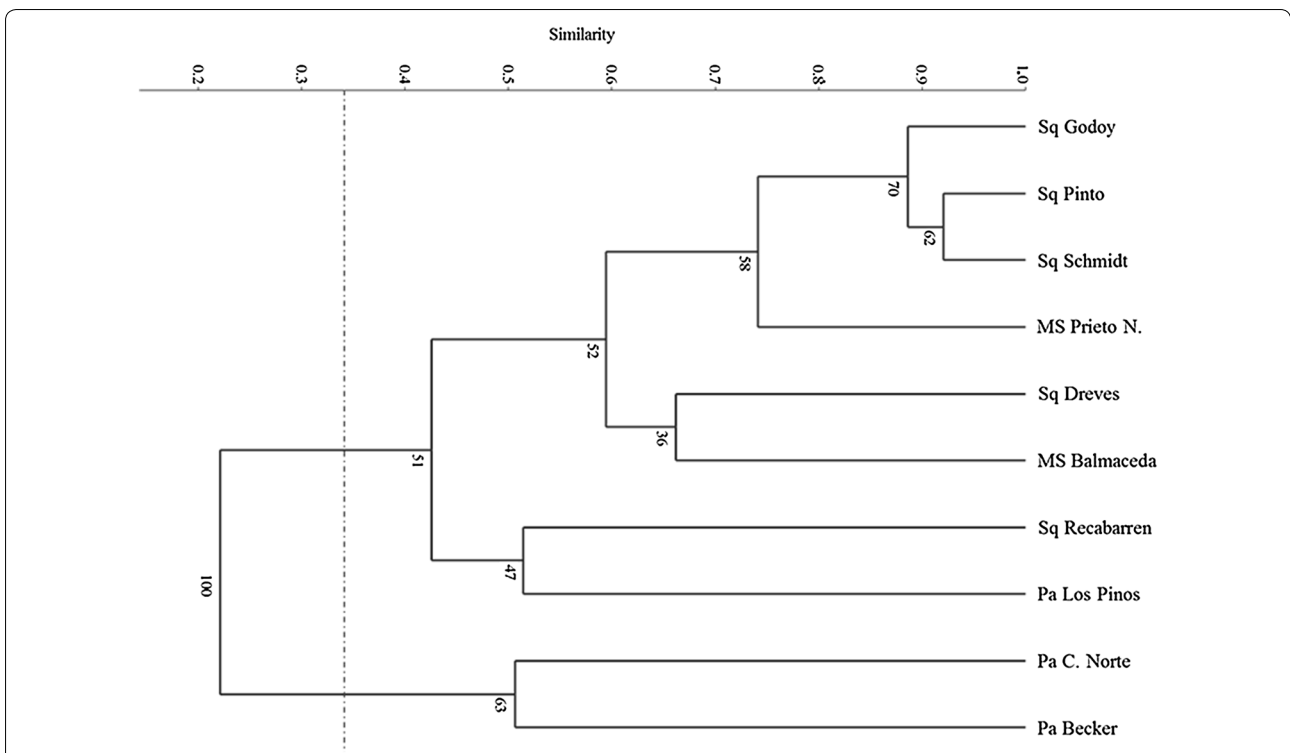 Similarity
0.2
0.3
0.4
0.5
0.6
0.7
0.8
0.9
1.0
Sq Godoy
70
Sq Pinto
62
Sq Schmidt
58
MS Prieto N.
52
Sq Dreves
36
MS Balmaceda
51
Sq Recabarren
47
Pa Los Pinos
100
Pa C. Norte
63
Pa Becker